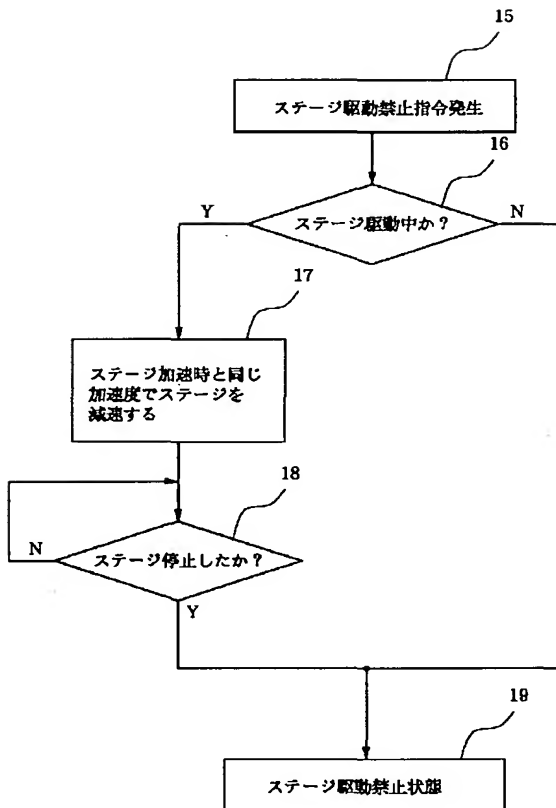 15
ステージ駆動禁止指令発生
16
ステージ駆動中か?
Y
N
17
ステージ加速時と同じ
加速度でステージを
減速する
18
ステージ停止したか?
N
Y
19
ステージ駆動禁止状態